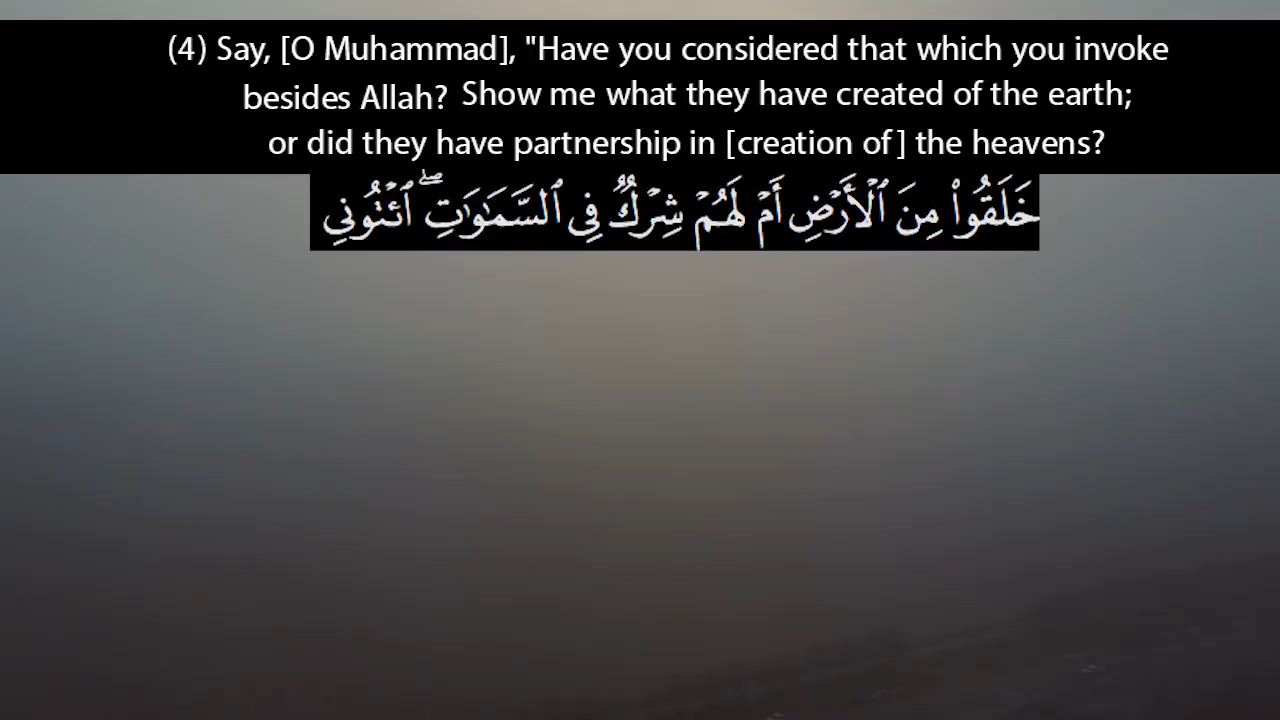 (4) Say, [O Muhammad], "Have you considered that which you invoke
besides Allah? Show me what they have created of the earth;
or did they have partnership in [creation of] the heavens?
خَلَقُوا۟ مِنَ ٱلْأَرْضِ أَمْ لَهُمْ شِرْكٌ فِى ٱلسَّمَـٰوَٰتِ ۖ ٱئْتُونِى